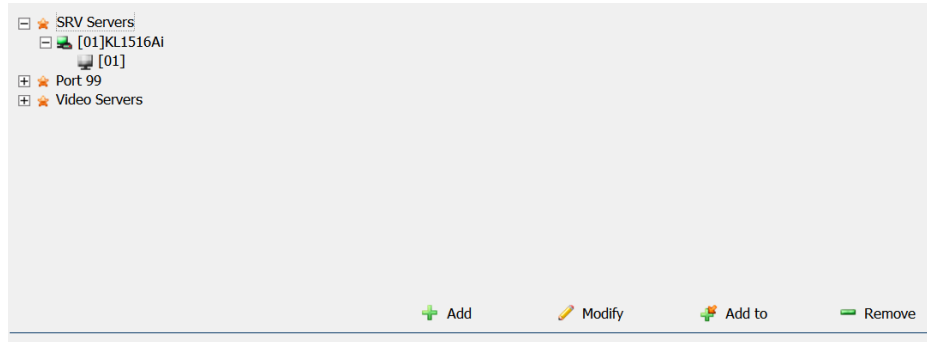 SRV Servers
[01]KL1516Ai
[01]
Port 99
Video Servers
Add Modify Add to Remove